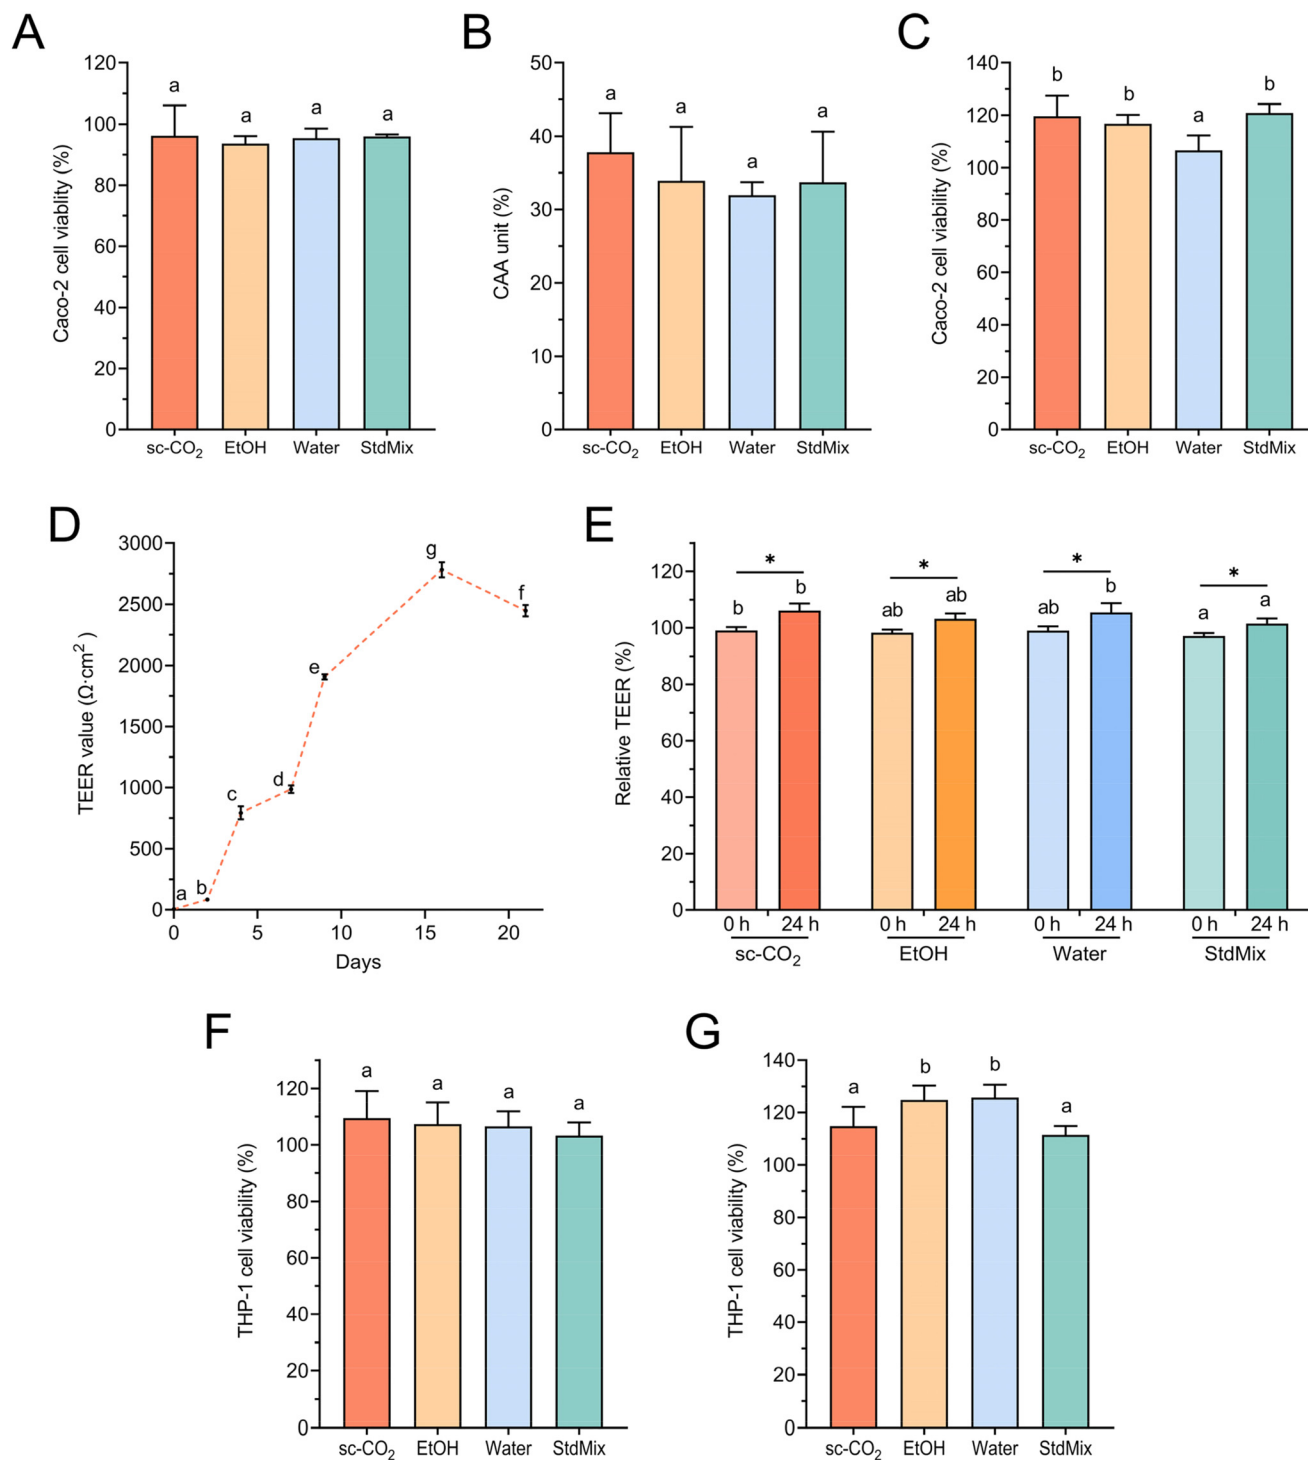 A
B
C
120
100
80
60
40
20
0
Caco-2 cell viablity (%)
a
a
a
a
sc-CO₂
EtOH
Water
StdMix
50
40
30
20
10
0
CAA unit (%)
a
a
a
a
sc-CO₂
EtOH
Water
StdMix
140
120
100
80
60
40
20
0
Caco-2 cell viability (%)
b
b
a
b
sc-CO₂
EtOH
Water
StdMix
D
E
3000
2500
2000
1500
1000
500
0
TEER value (Ω·cm²)
a
b
c
d
e
g
f
0
5
10
15
20
Days
120
100
80
60
40
20
0
Relative TEER (%)
*
*
*
*
b
b
ab
ab
ab
b
a
a
0 h
24 h
0 h
24 h
0 h
24 h
0 h
24 h
sc-CO₂
EtOH
Water
StdMix
F
G
120
100
80
60
40
20
0
THP-1 cell viability (%)
a
a
a
a
sc-CO₂
EtOH
Water
StdMix
140
120
100
80
60
40
20
0
THP-1 cell viability (%)
a
b
b
a
sc-CO₂
EtOH
Water
StdMix